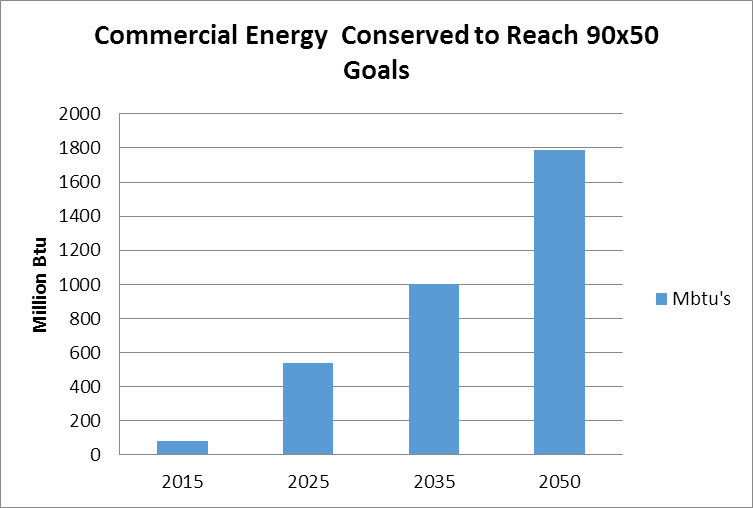 Commercial Energy  Conserved to Reach 90x50
Goals
2000
1800
1600
1400
1200
1000
800
600
400
200
0
Million Btu
2015 2025 2035 2050
Mbtu's